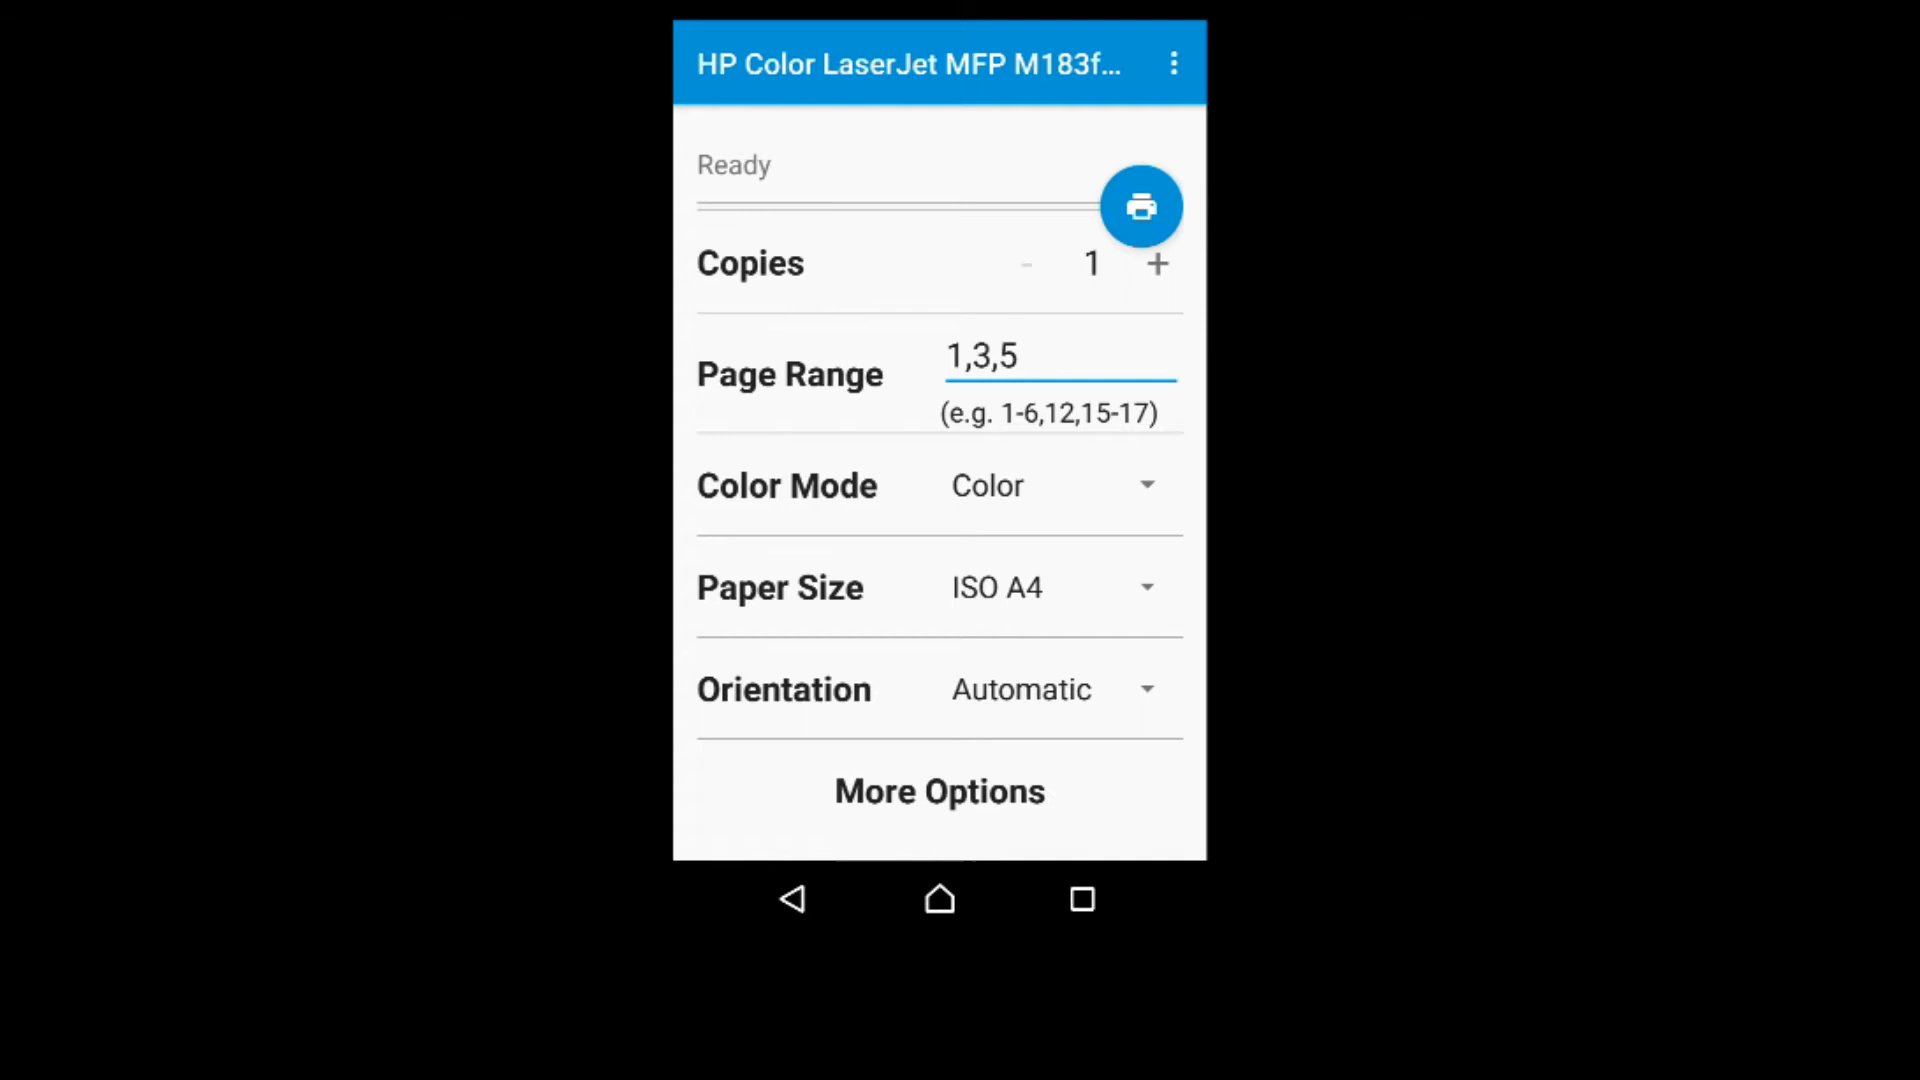 HP Color LaserJet MFP M183f...
Ready
Copies - 1 +
Page Range 1,3,5
(e.g. 1-6,12,15-17)
Color Mode Color
Paper Size ISO A4
Orientation Automatic
More Options